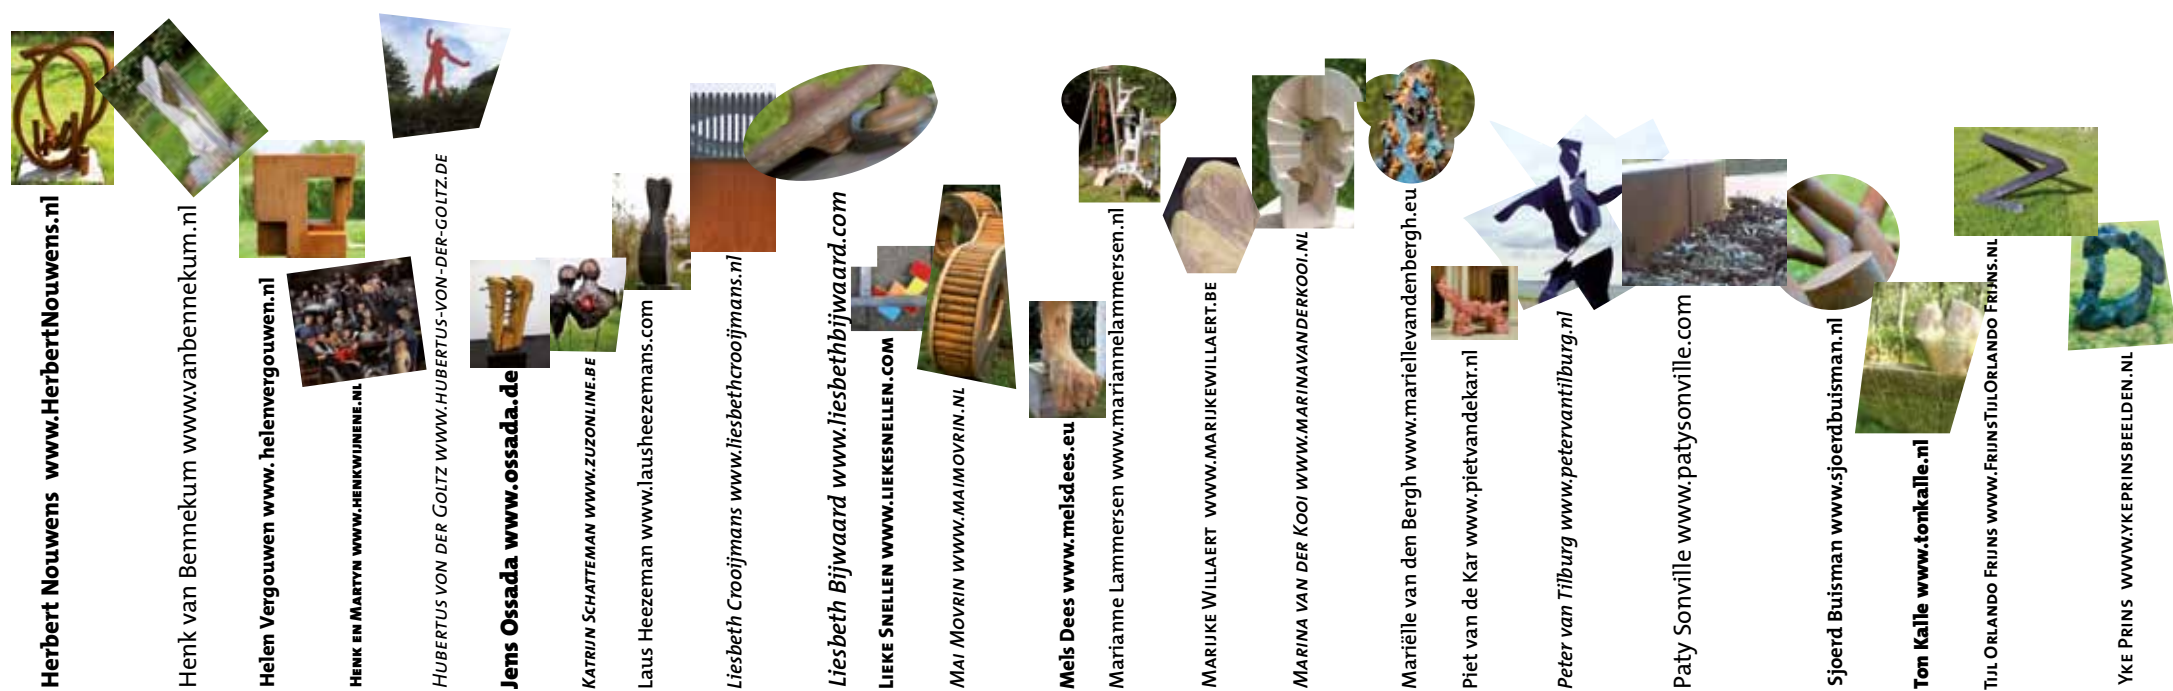 Herbert Nouwens www.HerbertNouwens.nl
Henk van Bennekum www.vanbennekum.nl
Helen Vergouwen www. helenvergouwen.nl
Henk en Martyn www.henkwijnene.nl
Hubertus von der Goltz www.hubertus-von-der-goltz.de
Jens Ossada www.ossada.de
Katrijn Schatteman www.zuzonline.be
Laus Heezeman www.lausheezemans.com
Liesbeth Crooijmans www.liesbethcrooijmans.nl
Liesbeth Bijwaard www.liesbethbijwaard.com
Lieke Snellen www.liekesnellen.com
Mai Movrin www.maimovrin.nl
Mels Dees www.melsdees.eu
Marianne Lammersen www.mariannelammersen.nl
Marijke Willaert www.marijkewillaert.be
Marina van der Kooi www.marinavanderkooi.nl
Mariëlle van den Bergh www.mariellevandenbergh.eu
Piet van de Kar www.pietvandekar.nl
Peter van Tilburg www.petervantilburg.nl
Paty Sonville www.patysonville.com
Sjoerd Buisman www.sjoerdbuisman.nl
Ton Kalle www.tonkalle.nl
Tijl Orlando Frijns www.FrijnsTijlOrlando Frijns.nl
Yke Prins www.ykeprinsbeelden.nl